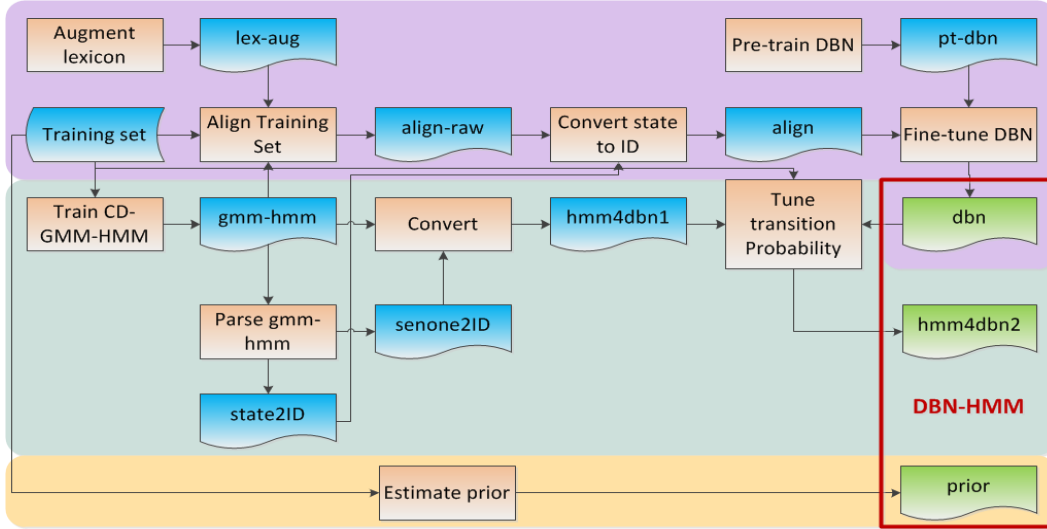 Augment
lexicon
lex-aug
Pre-train DBN
pt-dbn
Training set
Align Training
Set
align-raw
Convert state
to ID
align
Fine-tune DBN
Train CD-
GMM-HMM
gmm-hmm
Convert
hmm4dbn1
Tune
transition
Probability
dbn
Parse gmm-
hmm
senone2ID
hmm4dbn2
state2ID
DBN-HMM
Estimate prior
prior